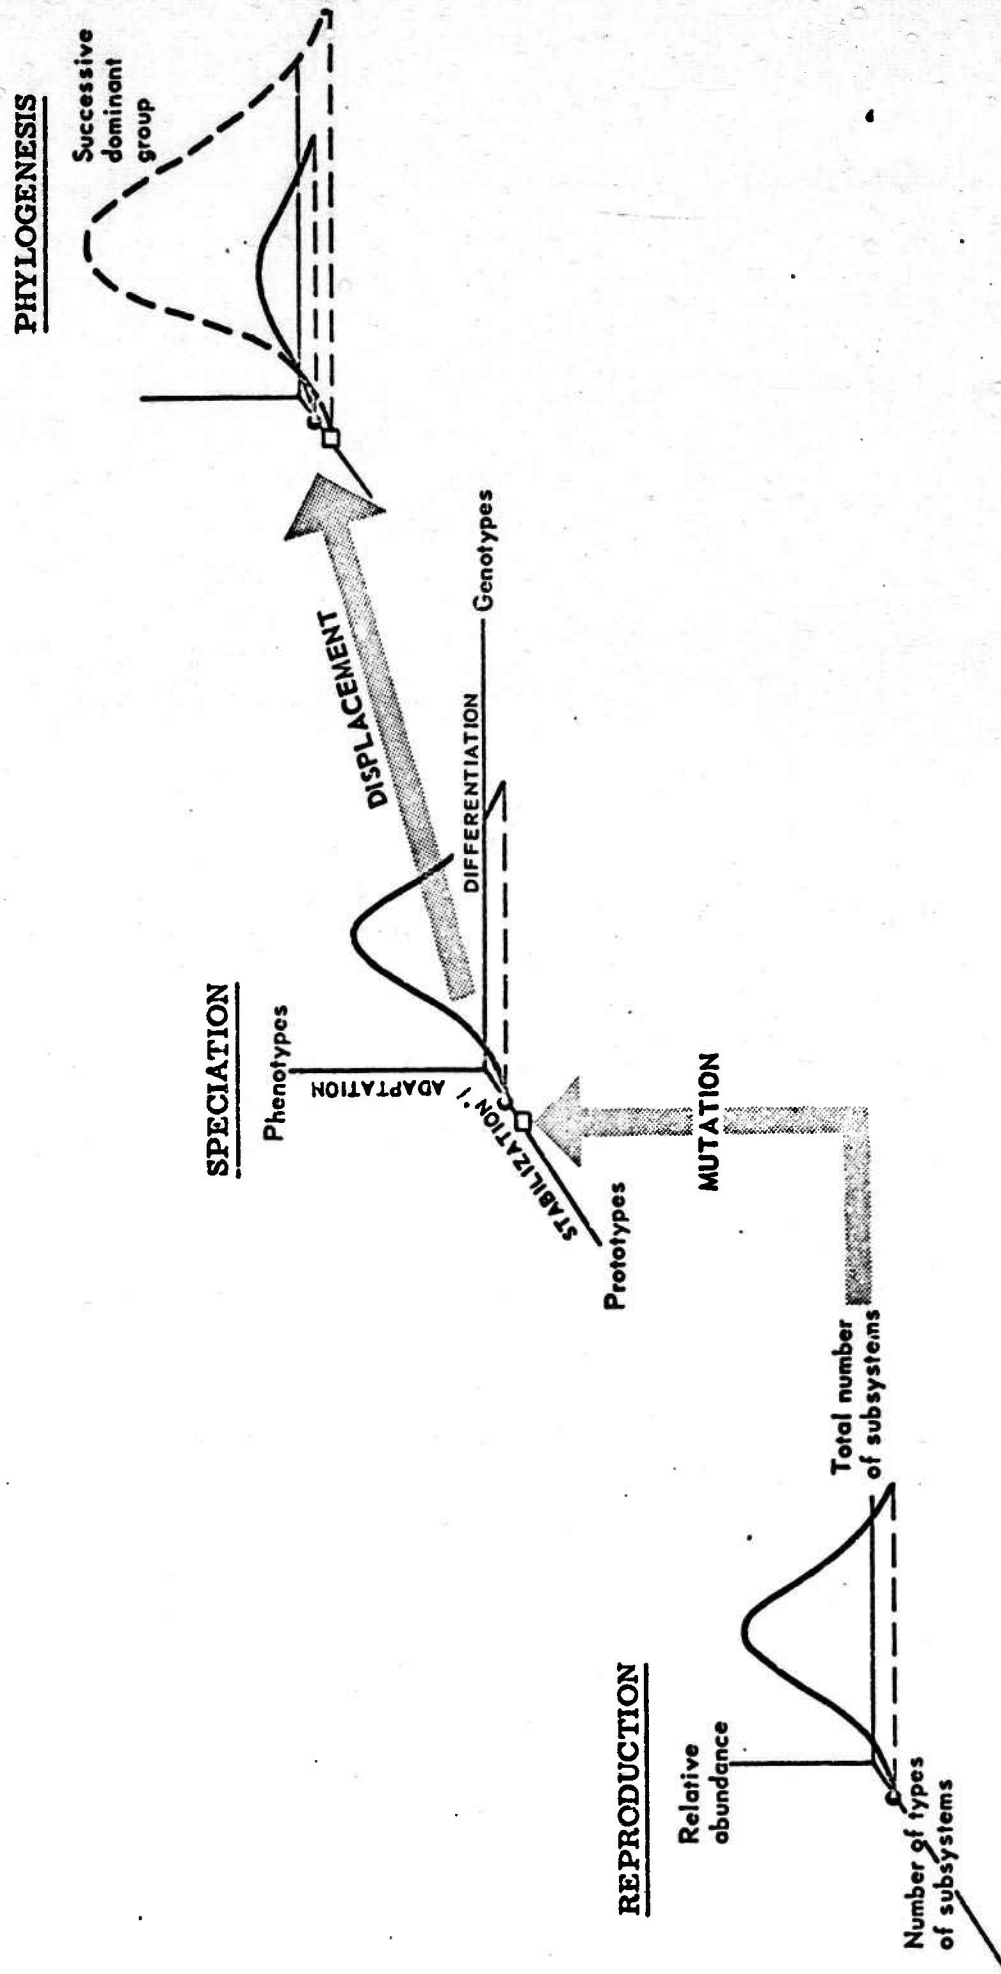 PHYLOGENESIS
Successive
dominant
group
DISPLACEMENT
SPECIATION
Phenotypes
ADAPTATION
STABILIZATION
Prototypes
DIFFERENTIATION
Genotypes
MUTATION
REPRODUCTION
Relative
abundance
Number of types
of subsystems
Total number
of subsystems